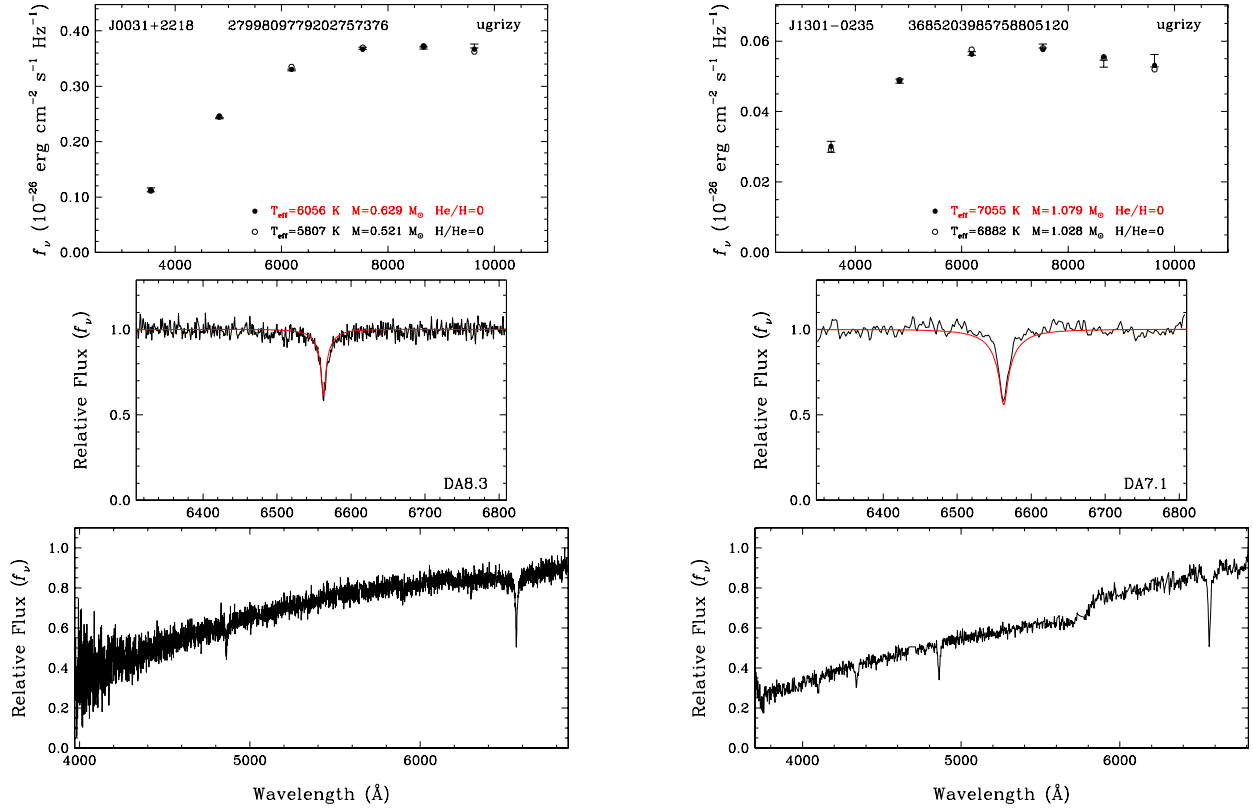 J0031+2218 2799809779202757376 ugrizy
0.40
0.30
0.20
0.10
0.00
fν (10⁻²⁶ erg cm⁻² s⁻¹ Hz⁻¹)
● Teff=6056 K M=0.629 M⊙ He/H=0
○ Teff=5807 K M=0.521 M⊙ H/He=0
4000 6000 8000 10000
1.0
0.5
0.0
Relative Flux (fν)
DA8.3
6400 6500 6600 6700 6800
1.0
0.8
0.6
0.4
0.2
0.0
Relative Flux (fν)
4000 5000 6000
Wavelength (Å)
J1301-0235 3685203985758805120 ugrizy
0.06
0.04
0.02
0.00
fν (10⁻²⁶ erg cm⁻² s⁻¹ Hz⁻¹)
● Teff=7055 K M=1.079 M⊙ He/H=0
○ Teff=6882 K M=1.028 M⊙ H/He=0
4000 6000 8000 10000
1.0
0.5
0.0
Relative Flux (fν)
DA7.1
6400 6500 6600 6700 6800
1.0
0.8
0.6
0.4
0.2
0.0
Relative Flux (fν)
4000 5000 6000
Wavelength (Å)